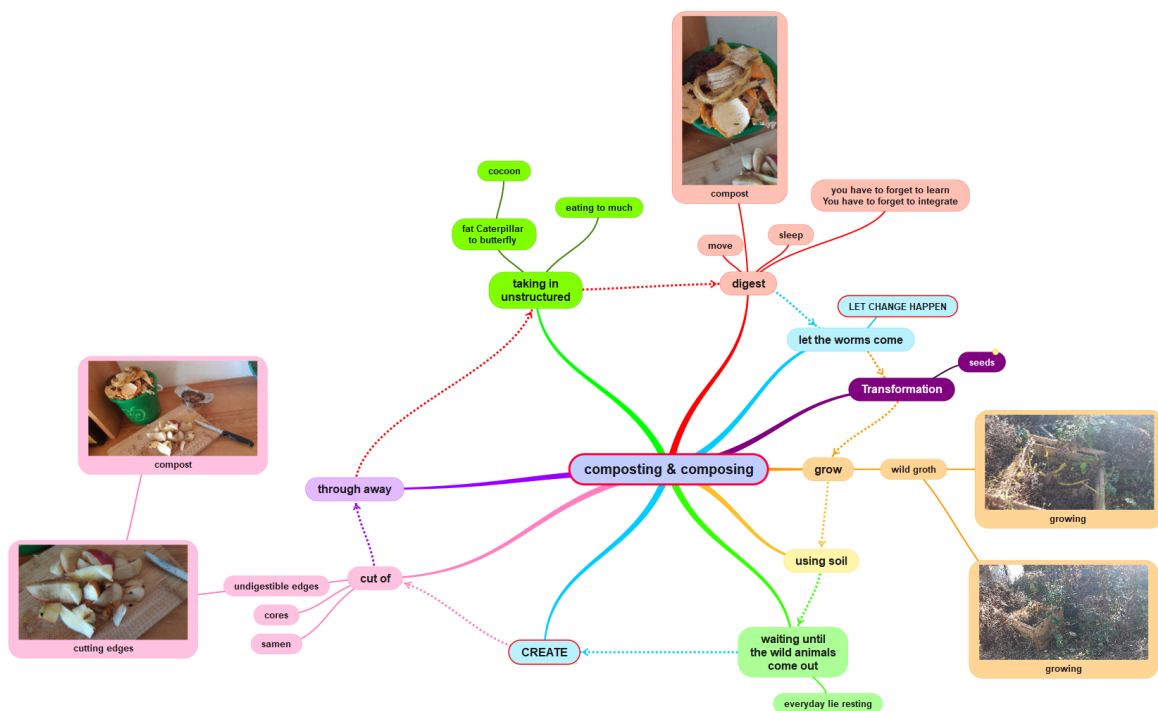 compost
cocoon
eating to much
fat Caterpillar
to butterfly
you have to forget to learn
You have to forget to integrate
sleep
move
taking in
unstructured
digest
LET CHANGE HAPPEN
let the worms come
seeds
Transformation
composting & composing
grow
wild groth
growing
compost
through away
using soil
cut of
undigestible edges
cores
samen
cutting edges
CREATE
waiting until
the wild animals
come out
growing
everyday lie resting